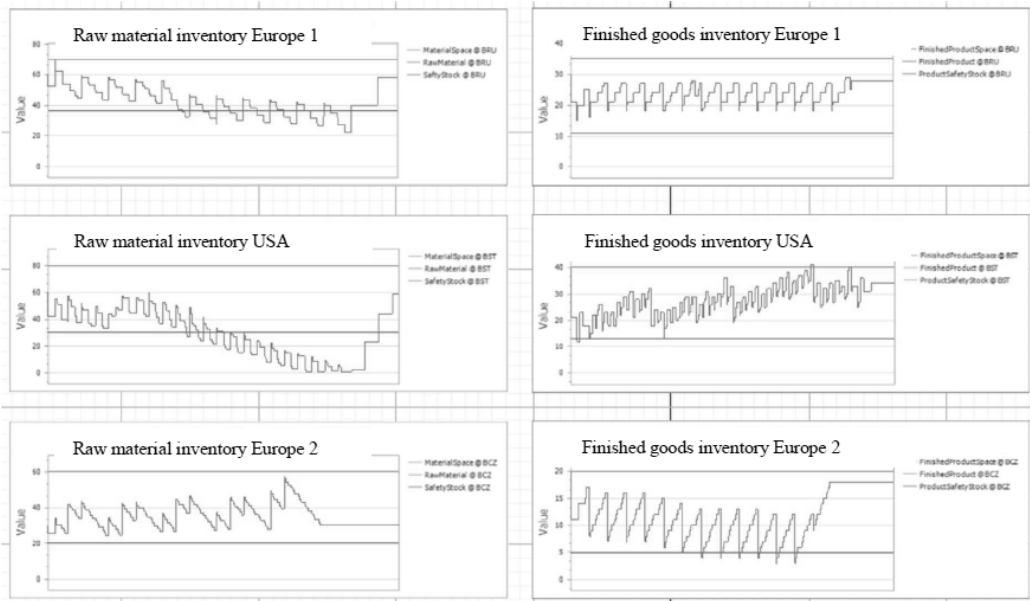 Raw material inventory Europe 1
80
60
40
20
0
Value
MaterialSpace @ BRU
RawMaterial @ BRU
SaftyStock @ BRU
Finished goods inventory Europe 1
40
30
20
10
0
Value
FinishedProductSpace @ BRU
FinishedProduct @ BRU
ProductSafetyStock @ BRU
Raw material inventory USA
80
60
40
20
0
Value
MaterialSpace @ BST
RawMaterial @ BST
SafetyStock @ BST
Finished goods inventory USA
40
30
20
10
0
Value
FinishedProductSpace @ BST
FinishedProduct @ BST
ProductSafetyStock @ BST
Raw material inventory Europe 2
60
40
20
0
Value
MaterialSpace @ BCZ
RawMaterial @ BCZ
SafetyStock @ BCZ
Finished goods inventory Europe 2
20
15
10
5
0
Value
FinishedProductSpace @ BCZ
FinishedProduct @ BCZ
ProductSafetyStock @ BCZ